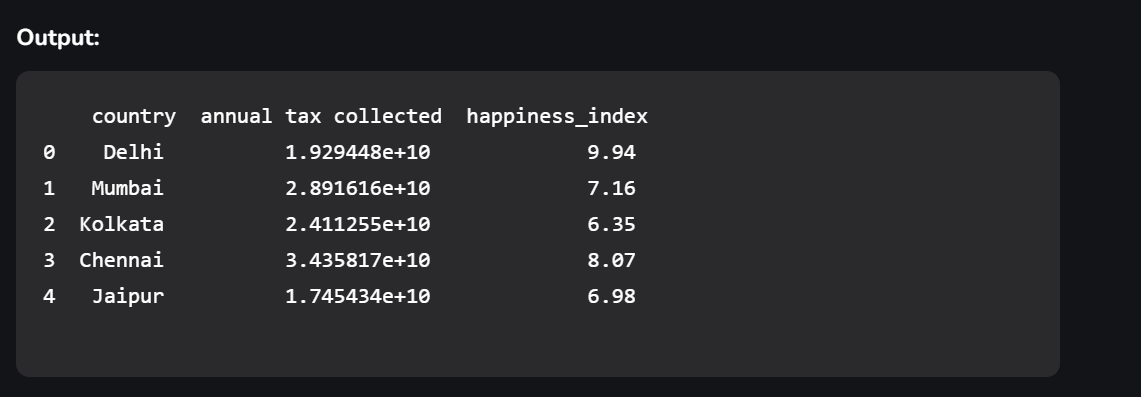 Output:
country annual tax collected happiness_index
0 Delhi 1.929448e+10 9.94
1 Mumbai 2.891616e+10 7.16
2 Kolkata 2.411255e+10 6.35
3 Chennai 3.435817e+10 8.07
4 Jaipur 1.745434e+10 6.98